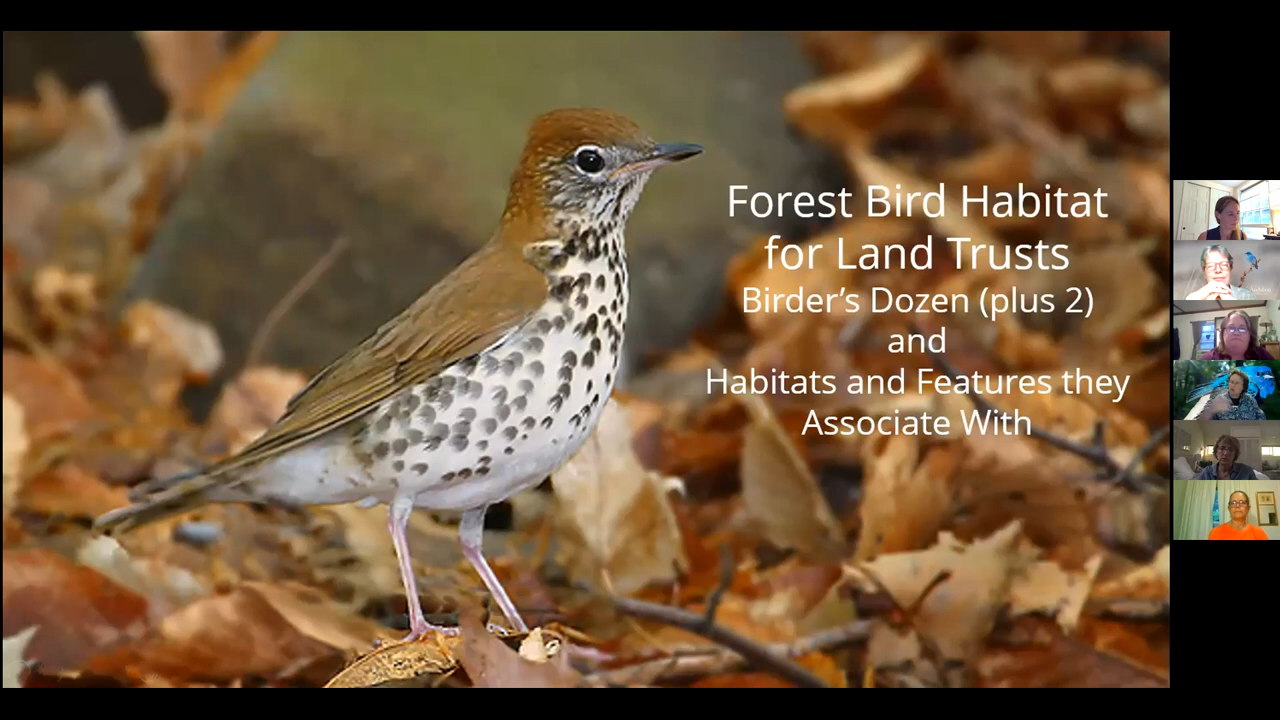 Forest Bird Habitat
for Land Trusts
Birder’s Dozen (plus 2)
and
Habitats and Features they
Associate With